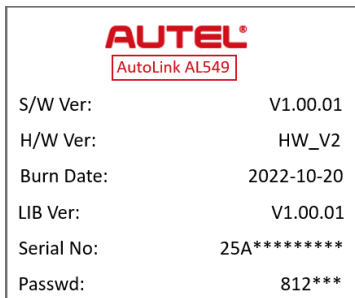 AUTEL®
AutoLink AL549
S/W Ver: V1.00.01
H/W Ver: HW_V2
Burn Date: 2022-10-20
LIB Ver: V1.00.01
Serial No: 25A*********
Passwd: 812***